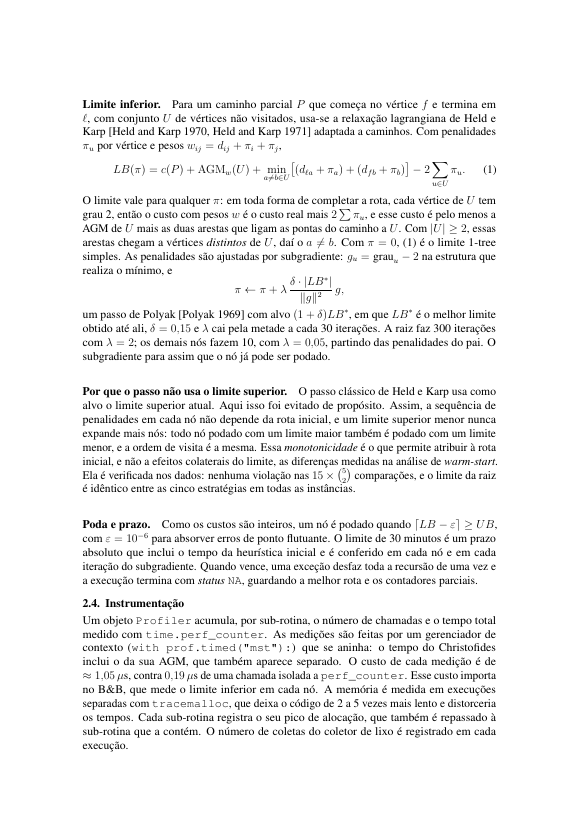 Limite inferior. Para um caminho parcial P que começa no vértice f e termina em
ℓ, com conjunto U de vértices não visitados, usa-se a relaxação lagrangiana de Held e
Karp [Held and Karp 1970, Held and Karp 1971] adaptada a caminhos. Com penalidades
π_u por vértice e pesos w_{ij} = d_{ij} + π_i + π_j,
LB(π) = c(P) + AGM_w(U) + min_{a≠b∈U} [(d_{ℓa} + π_a) + (d_{fb} + π_b)] − 2 ∑_{u∈U} π_u. (1)
O limite vale para qualquer π: em toda forma de completar a rota, cada vértice de U tem
grau 2, então o custo com pesos w é o custo real mais 2 ∑ π_u, e esse custo é pelo menos a
AGM de U mais as duas arestas que ligam as pontas do caminho a U. Com |U| ≥ 2, essas
arestas chegam a vértices distintos de U, daí o a ≠ b. Com π = 0, (1) é o limite 1-tree
simples. As penalidades são ajustadas por subgradiente: g_u = grau_u − 2 na estrutura que
realiza o mínimo, e
π ← π + λ (δ · |LB*|) / ‖g‖² g,
um passo de Polyak [Polyak 1969] com alvo (1 + δ)LB*, em que LB* é o melhor limite
obtido até ali, δ = 0,15 e λ cai pela metade a cada 30 iterações. A raiz faz 300 iterações
com λ = 2; os demais nós fazem 10, com λ = 0,05, partindo das penalidades do pai. O
subgradiente para assim que o nó já pode ser podado.
Por que o passo não usa o limite superior. O passo clássico de Held e Karp usa como
alvo o limite superior atual. Aqui isso foi evitado de propósito. Assim, a sequência de
penalidades em cada nó não depende da rota inicial, e um limite superior menor nunca
expande mais nós: todo nó podado com um limite maior também é podado com um limite
menor, e a ordem de visita é a mesma. Essa monotonicidade é o que permite atribuir à rota
inicial, e não a efeitos colaterais do limite, as diferenças medidas na análise de warm-start.
Ela é verificada nos dados: nenhuma violação nas 15 × (5 2) comparações, e o limite da raiz
é idêntico entre as cinco estratégias em todas as instâncias.
Poda e prazo. Como os custos são inteiros, um nó é podado quando ⌈LB − ε⌉ ≥ UB,
com ε = 10⁻⁶ para absorver erros de ponto flutuante. O limite de 30 minutos é um prazo
absoluto que inclui o tempo da heurística inicial e é conferido em cada nó e em cada
iteração do subgradiente. Quando vence, uma exceção desfaz toda a recursão de uma vez e
a execução termina com status NA, guardando a melhor rota e os contadores parciais.
2.4. Instrumentação
Um objeto Profiler acumula, por sub-rotina, o número de chamadas e o tempo total
medido com time.perf_counter. As medições são feitas por um gerenciador de
contexto (with prof.timed("mst"):) que se aninha: o tempo do Christofides
inclui o da sua AGM, que também aparece separado. O custo de cada medição é de
≈ 1,05 µs, contra 0,19 µs de uma chamada isolada a perf_counter. Esse custo importa
no B&B, que mede o limite inferior em cada nó. A memória é medida em execuções
separadas com tracemalloc, que deixa o código de 2 a 5 vezes mais lento e distorceria
os tempos. Cada sub-rotina registra o seu pico de alocação, que também é repassado à
sub-rotina que a contém. O número de coletas do coletor de lixo é registrado em cada
execução.